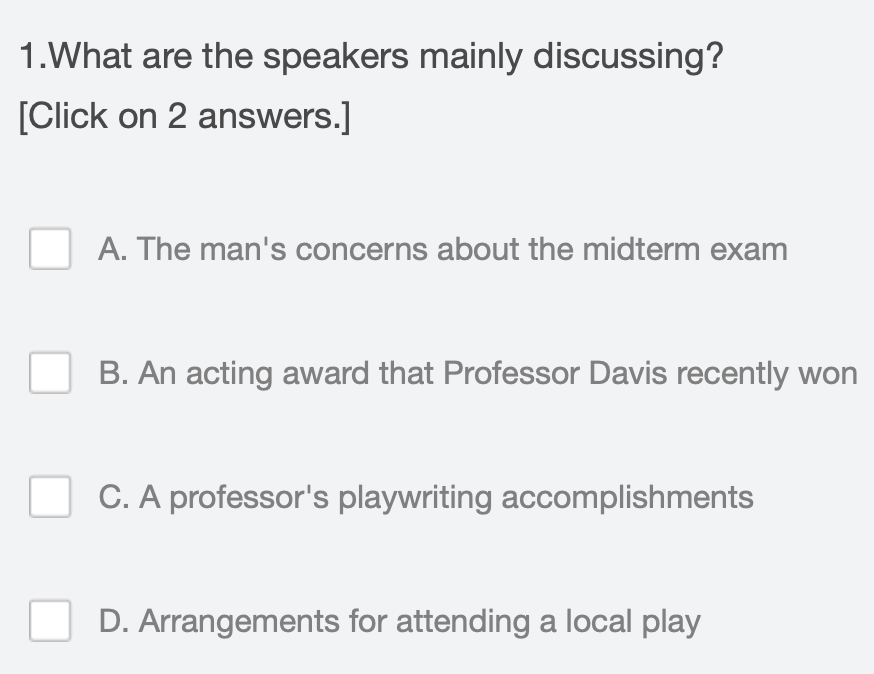 1.What are the speakers mainly discussing?
[Click on 2 answers.]
A. The man's concerns about the midterm exam
B. An acting award that Professor Davis recently won
C. A professor's playwriting accomplishments
D. Arrangements for attending a local play